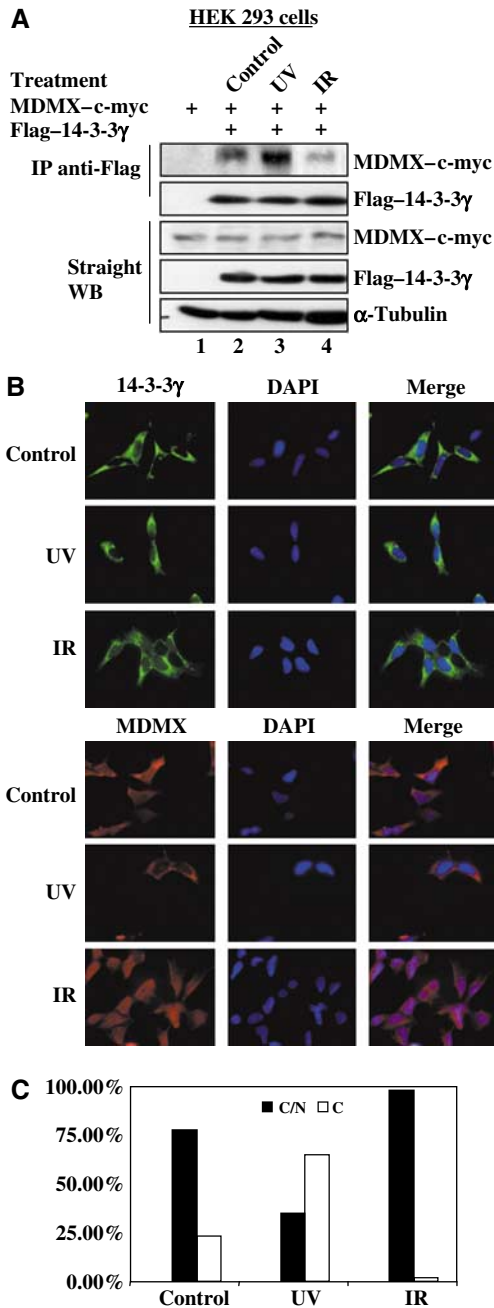 A
HEK 293 cells
Treatment Control UV IR
MDMX–c-myc + + + +
Flag–14-3-3γ + + +
IP anti-Flag
MDMX–c-myc
Flag–14-3-3γ
Straight WB
MDMX–c-myc
Flag–14-3-3γ
α-Tubulin
1 2 3 4
B
14-3-3γ DAPI Merge
Control
UV
IR
MDMX DAPI Merge
Control
UV
IR
C
100.00%
75.00%
50.00%
25.00%
0.00%
C/N C
Control UV IR